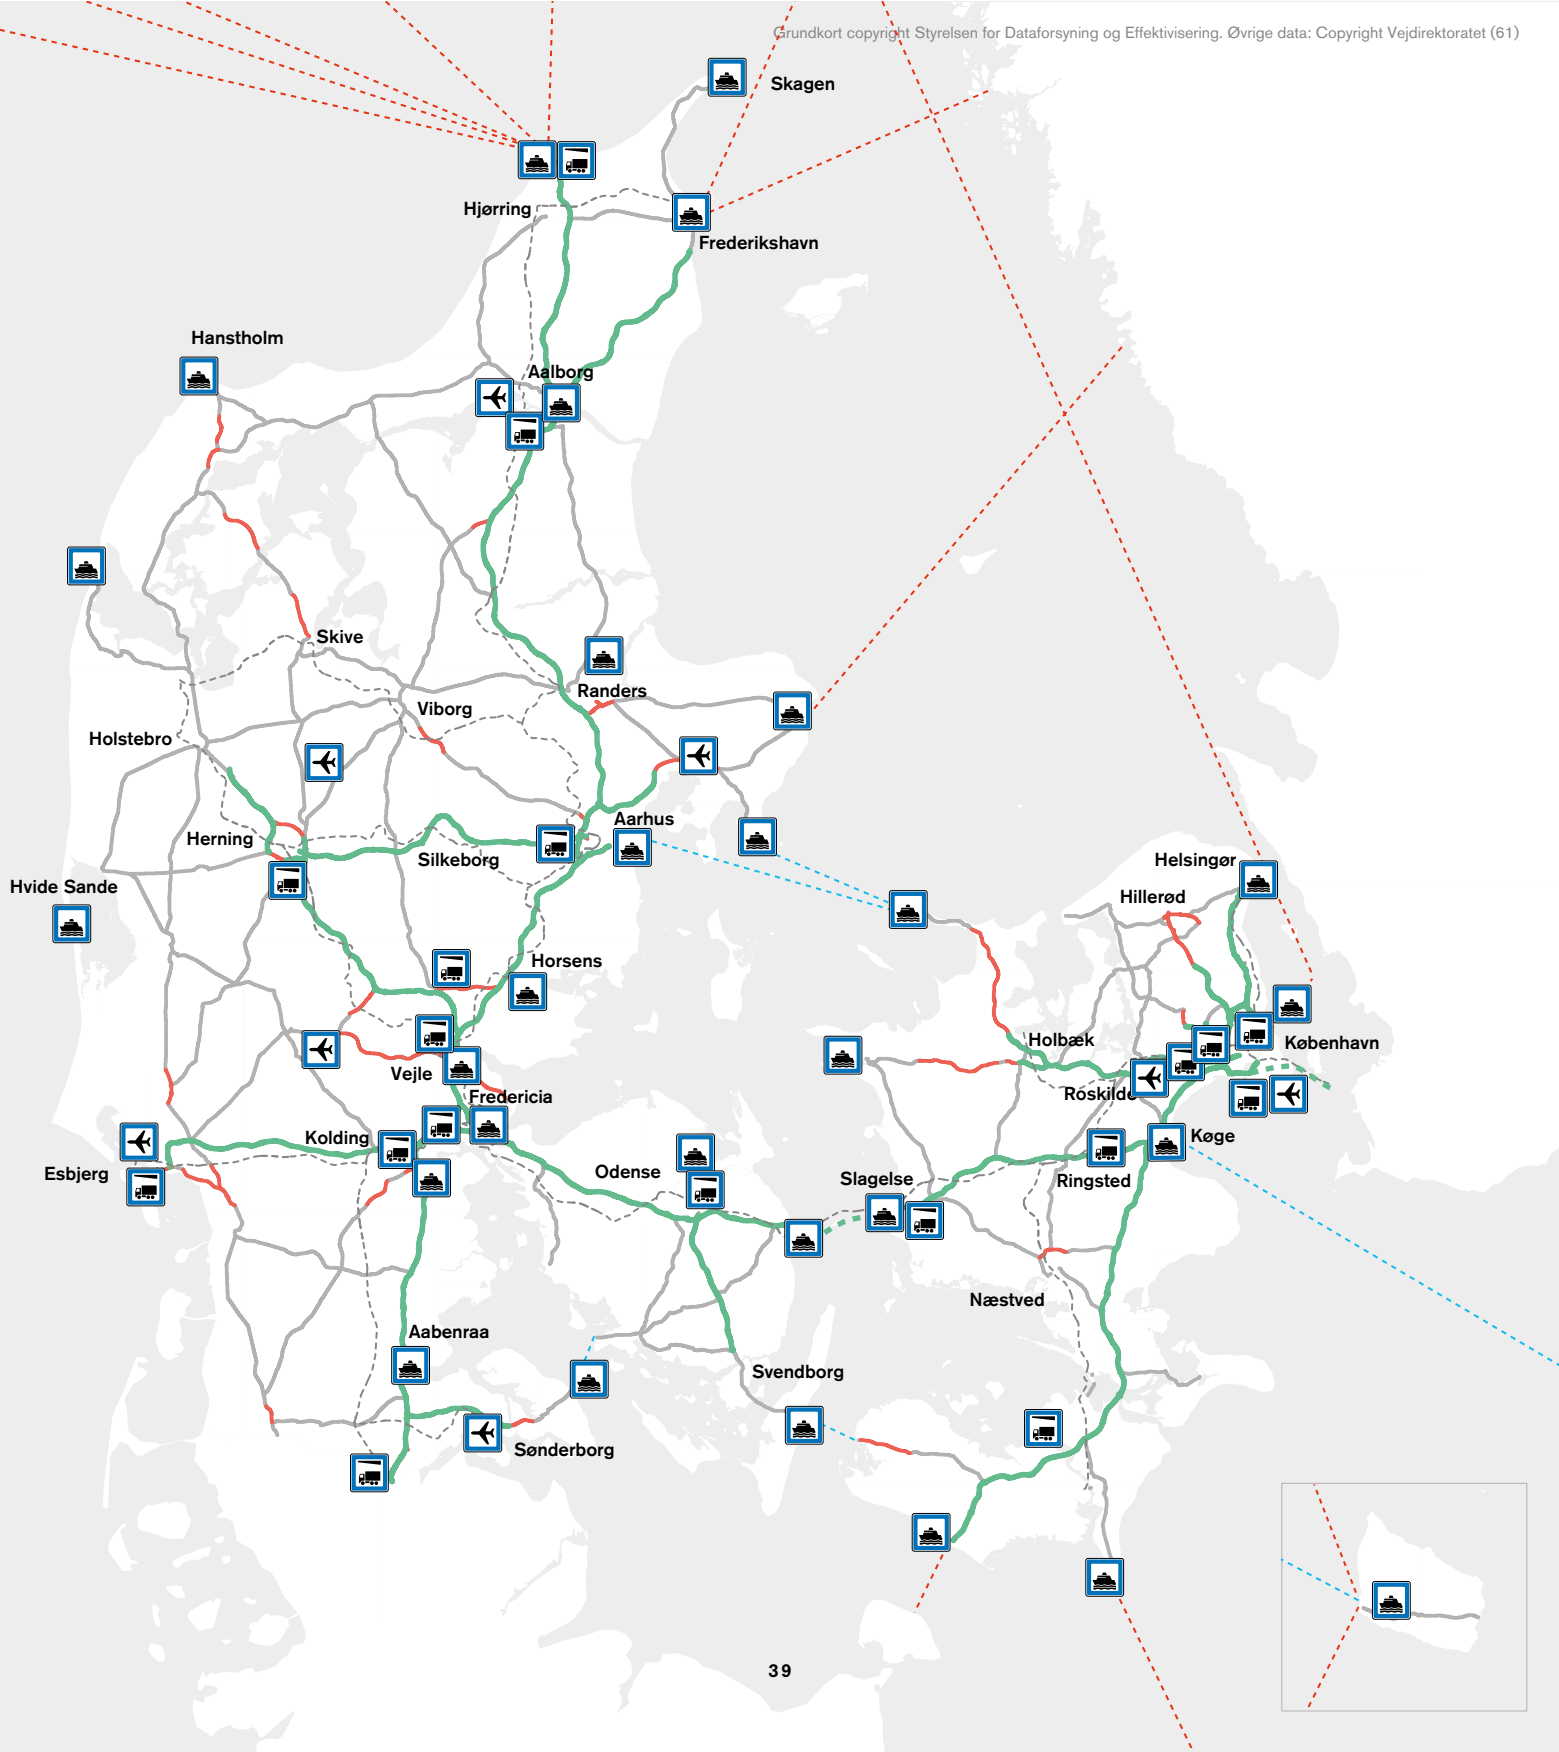 Grundkort copyright Styrelsen for Dataforsyning og Effektivisering. Øvrige data: Copyright Vejdirektoratet (61)
Skagen
Hjørring
Frederikshavn
Hanstholm
Aalborg
Skive
Randers
Viborg
Holstebro
Aarhus
Herning
Silkeborg
Helsingør
Hvide Sande
Hillerød
Horsens
Holbæk
København
Vejle
Roskilde
Fredericia
Kolding
Køge
Esbjerg
Odense
Slagelse
Ringsted
Næstved
Aabenraa
Svendborg
Sønderborg
39